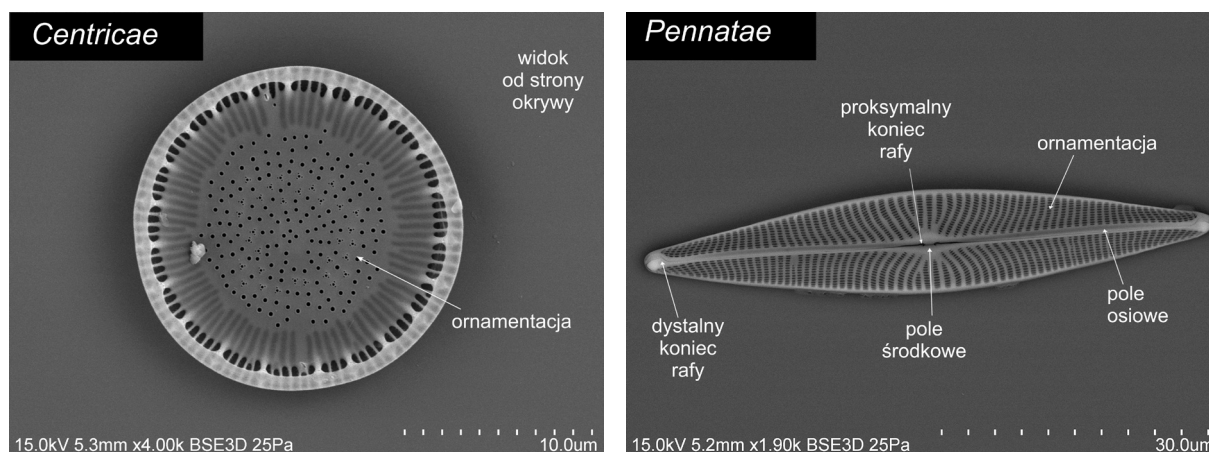 Centricae
widok
od strony
okrywy
ornamentacja
15.0kV 5.3mm x4.00k BSE3D 25Pa
10.0um
Pennatae
proksymalny
koniec
rafy
ornamentacja
dystalny
koniec
rafy
pole
środkowe
pole
osiowe
15.0kV 5.2mm x1.90k BSE3D 25Pa
30.0um